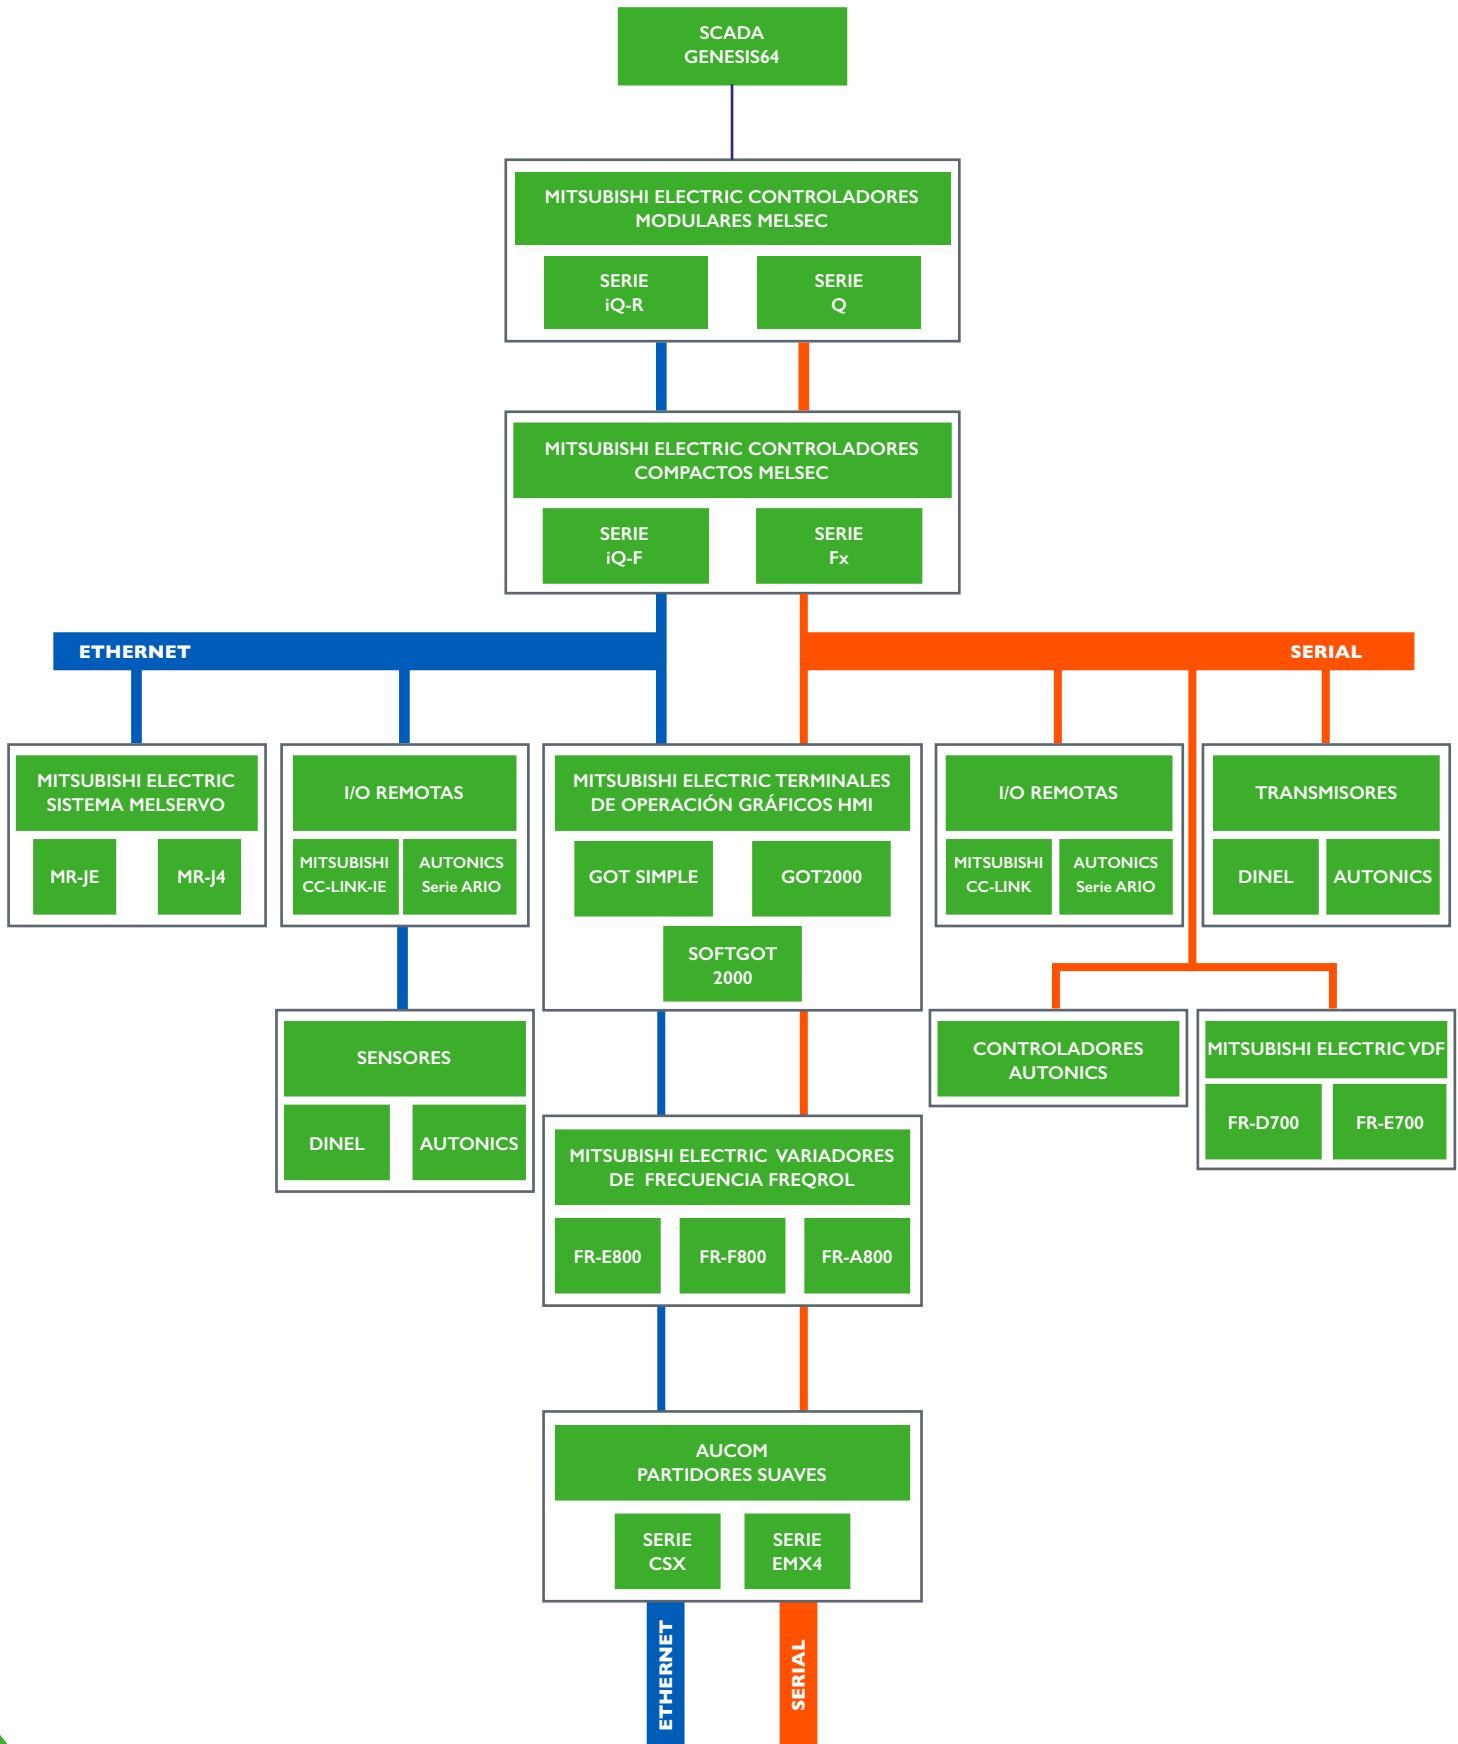 SCADA
GENESIS64
MITSUBISHI ELECTRIC CONTROLADORES
MODULARES MELSEC
SERIE
iQ-R
SERIE
Q
MITSUBISHI ELECTRIC CONTROLADORES
COMPACTOS MELSEC
SERIE
iQ-F
SERIE
Fx
ETHERNET
SERIAL
MITSUBISHI ELECTRIC
SISTEMA MELSERVO
MR-JE
MR-J4
I/O REMOTAS
MITSUBISHI
CC-LINK-IE
AUTONICS
Serie ARIO
MITSUBISHI ELECTRIC TERMINALES
DE OPERACIÓN GRÁFICOS HMI
GOT SIMPLE
GOT2000
SOFTGOT
2000
I/O REMOTAS
MITSUBISHI
CC-LINK
AUTONICS
Serie ARIO
TRANSMISORES
DINEL
AUTONICS
SENSORES
DINEL
AUTONICS
CONTROLADORES
AUTONICS
MITSUBISHI ELECTRIC VDF
FR-D700
FR-E700
MITSUBISHI ELECTRIC VARIADORES
DE FRECUENCIA FREQROL
FR-E800
FR-F800
FR-A800
AUCOM
PARTIDORES SUAVES
SERIE
CSX
SERIE
EMX4
ETHERNET
SERIAL